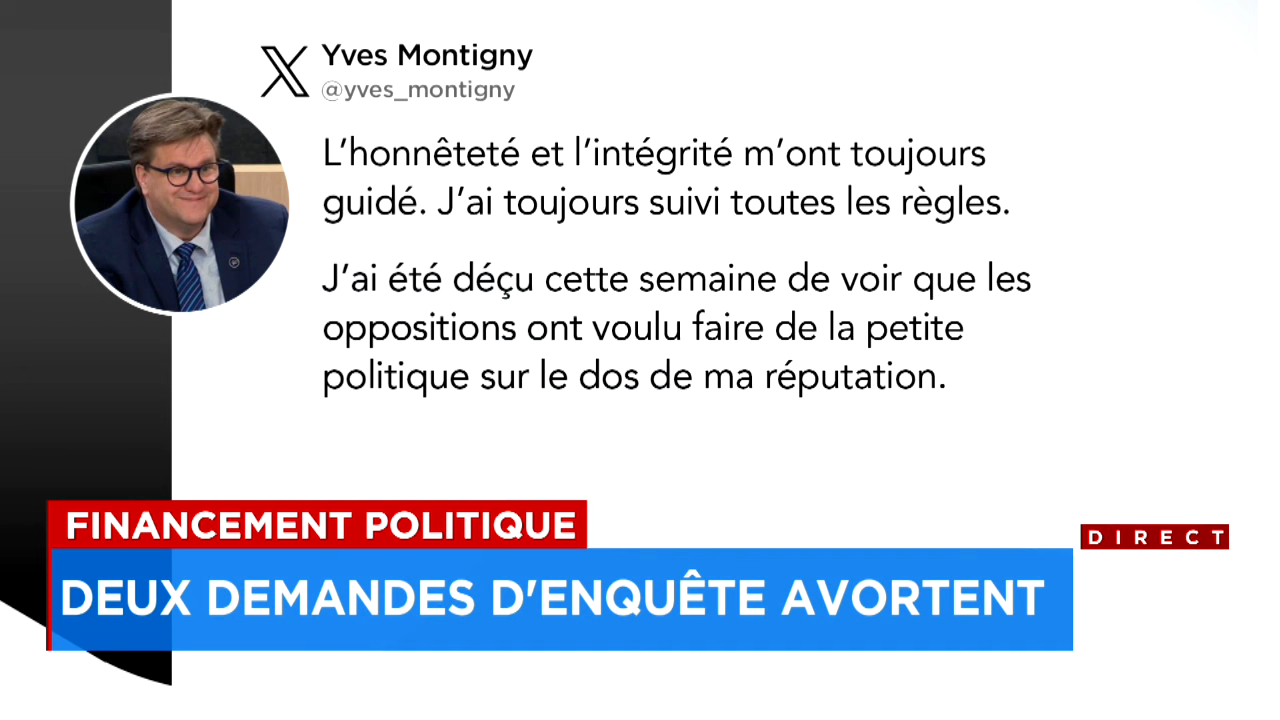 Yves Montigny
@yves_montigny
L'honnêteté et l'intégrité m'ont toujours
guidé. J'ai toujours suivi toutes les règles.
J'ai été déçu cette semaine de voir que les
oppositions ont voulu faire de la petite
politique sur le dos de ma réputation.
FINANCEMENT POLITIQUE
DIRECT
DEUX DEMANDES D'ENQUÊTE AVORTENT